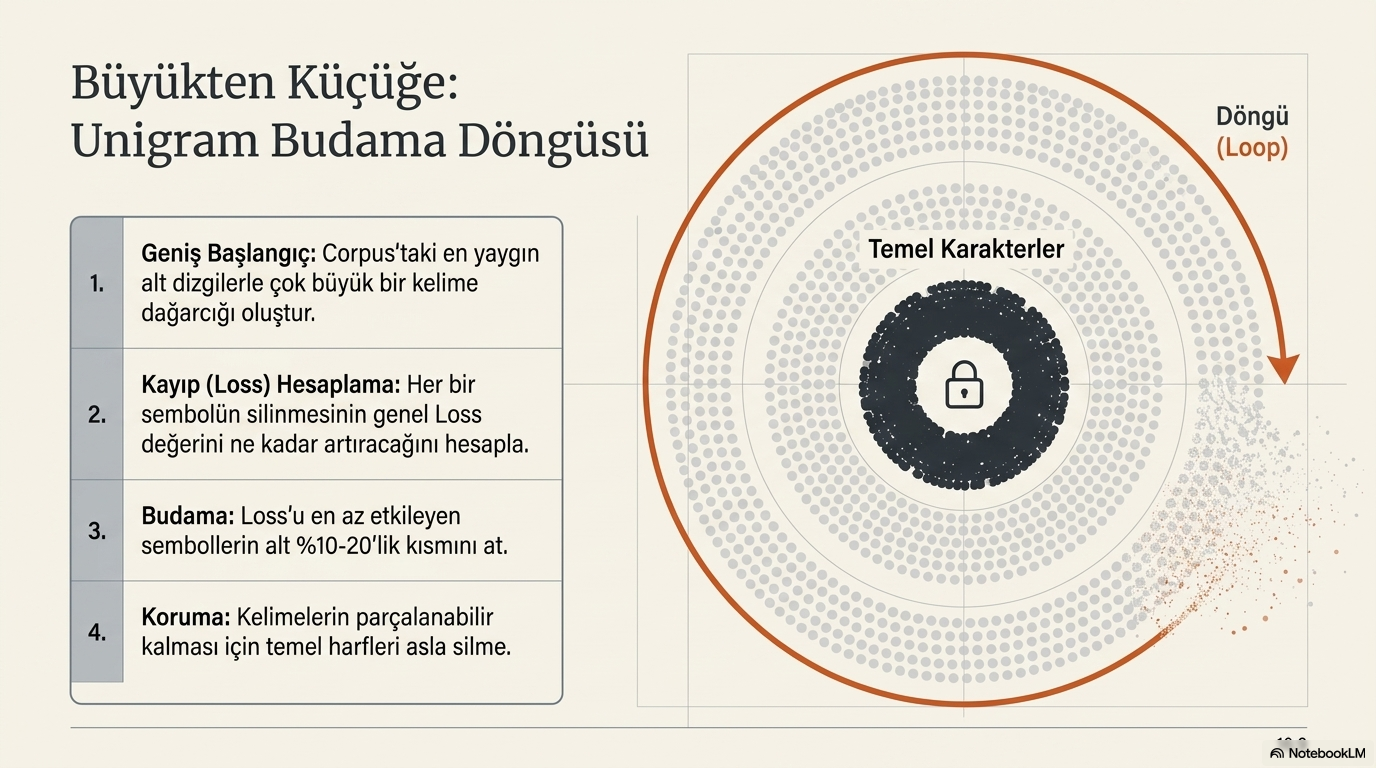 Büyükten Küçüğe:
Unigram Budama Döngüsü
1.
Geniş Başlangıç: Corpus'taki en yaygın
alt dizgilerle çok büyük bir kelime
dağarcığı oluştur.
2.
Kayıp (Loss) Hesaplama: Her bir
sembolün silinmesinin genel Loss
değerini ne kadar artıracağını hesapla.
3.
Budama: Loss'u en az etkileyen
sembollerin alt %10-20'lik kısmını at.
4.
Koruma: Kelimelerin parçalanabilir
kalması için temel harfleri asla silme.
Döngü
(Loop)
Temel Karakterler
NotebookLM